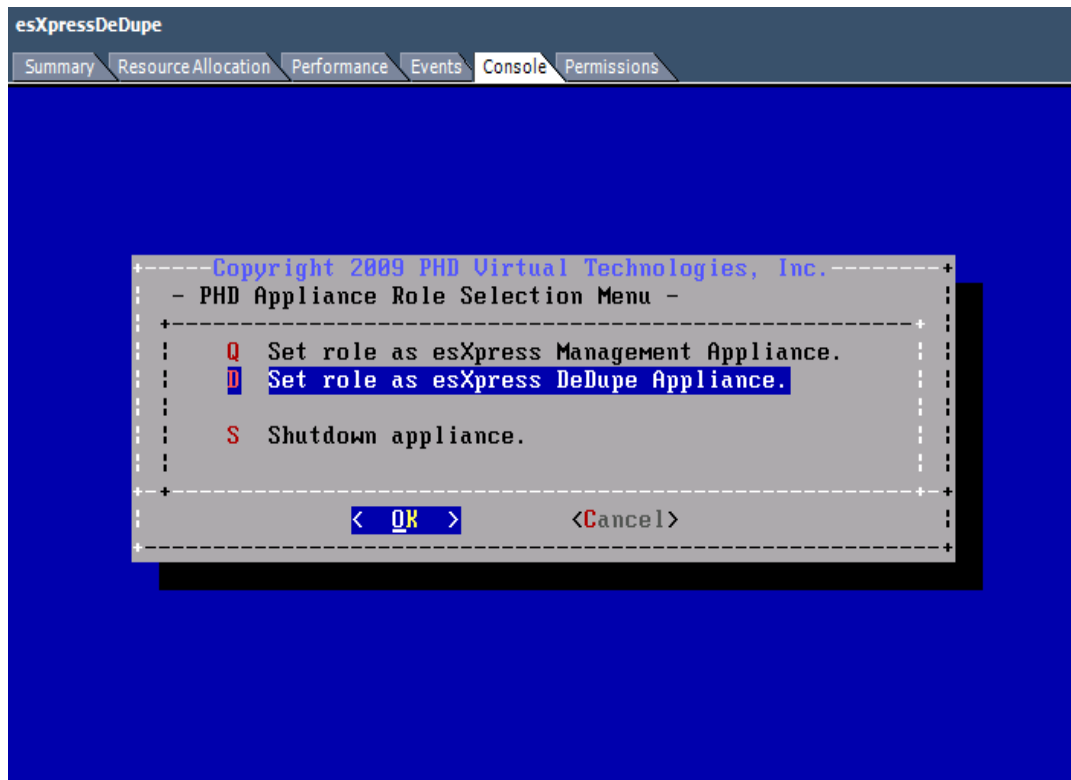 esXpressDeDupe
Summary Resource Allocation Performance Events Console Permissions
Copyright 2009 PHD Virtual Technologies, Inc.
- PHD Appliance Role Selection Menu -
Q Set role as esXpress Management Appliance.
D Set role as esXpress DeDupe Appliance.
S Shutdown appliance.
< OK > <Cancel>